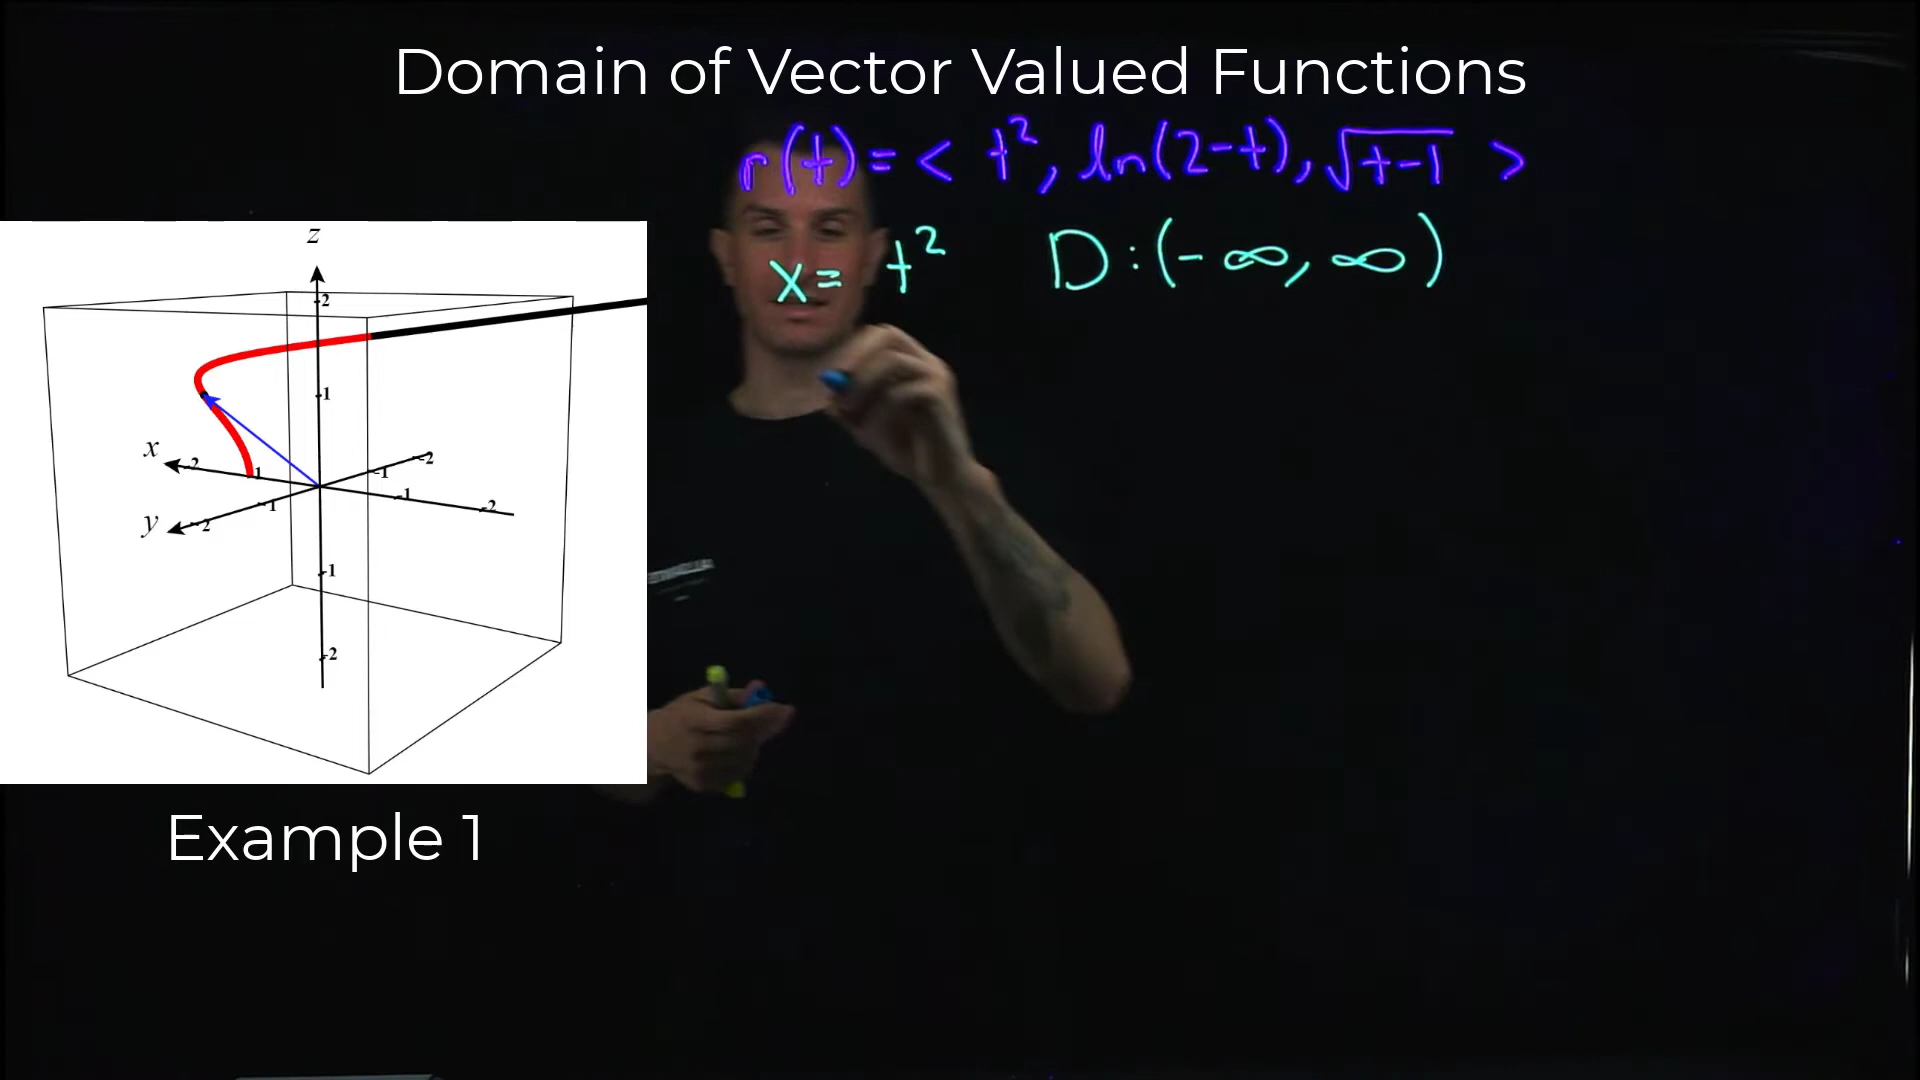 Domain of Vector Valued Functions
r(t) = < t², ln(2-t), √t-1 >
x = t² D: (-∞, ∞)
z
2
1
x
2
1
-1
-2
y
2
1
-1
-2
-1
-2
Example 1